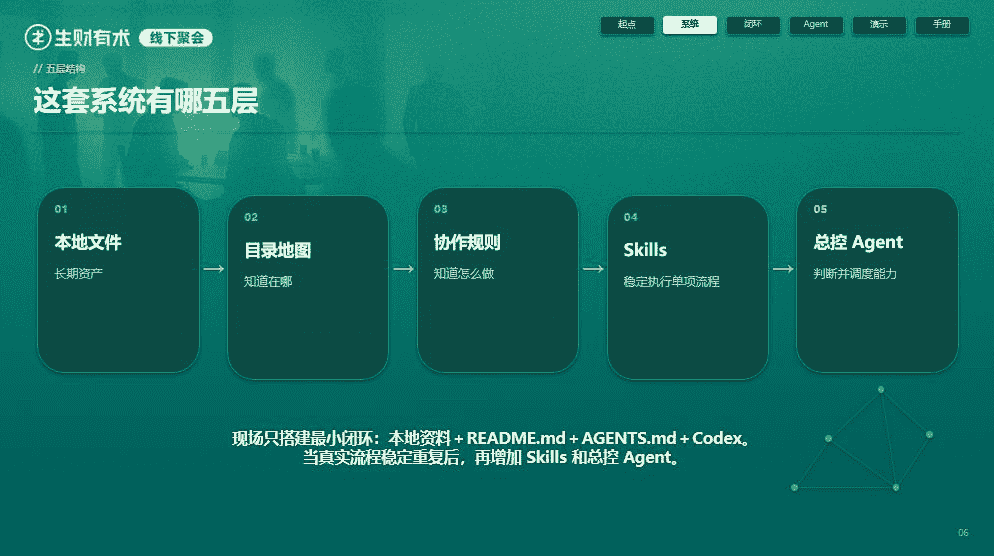 生财有术 线下聚会
起点 系统 闭环 Agent 演示 手册
// 五层结构
这套系统有哪五层
01
本地文件
长期资产
→
02
目录地图
知道在哪
→
03
协作规则
知道怎么做
→
04
Skills
稳定执行单项流程
→
05
总控 Agent
判断并调度能力
现场只搭建最小闭环：本地资料 + README.md + AGENTS.md + Codex。
当真实流程稳定重复后，再增加 Skills 和总控 Agent。
06